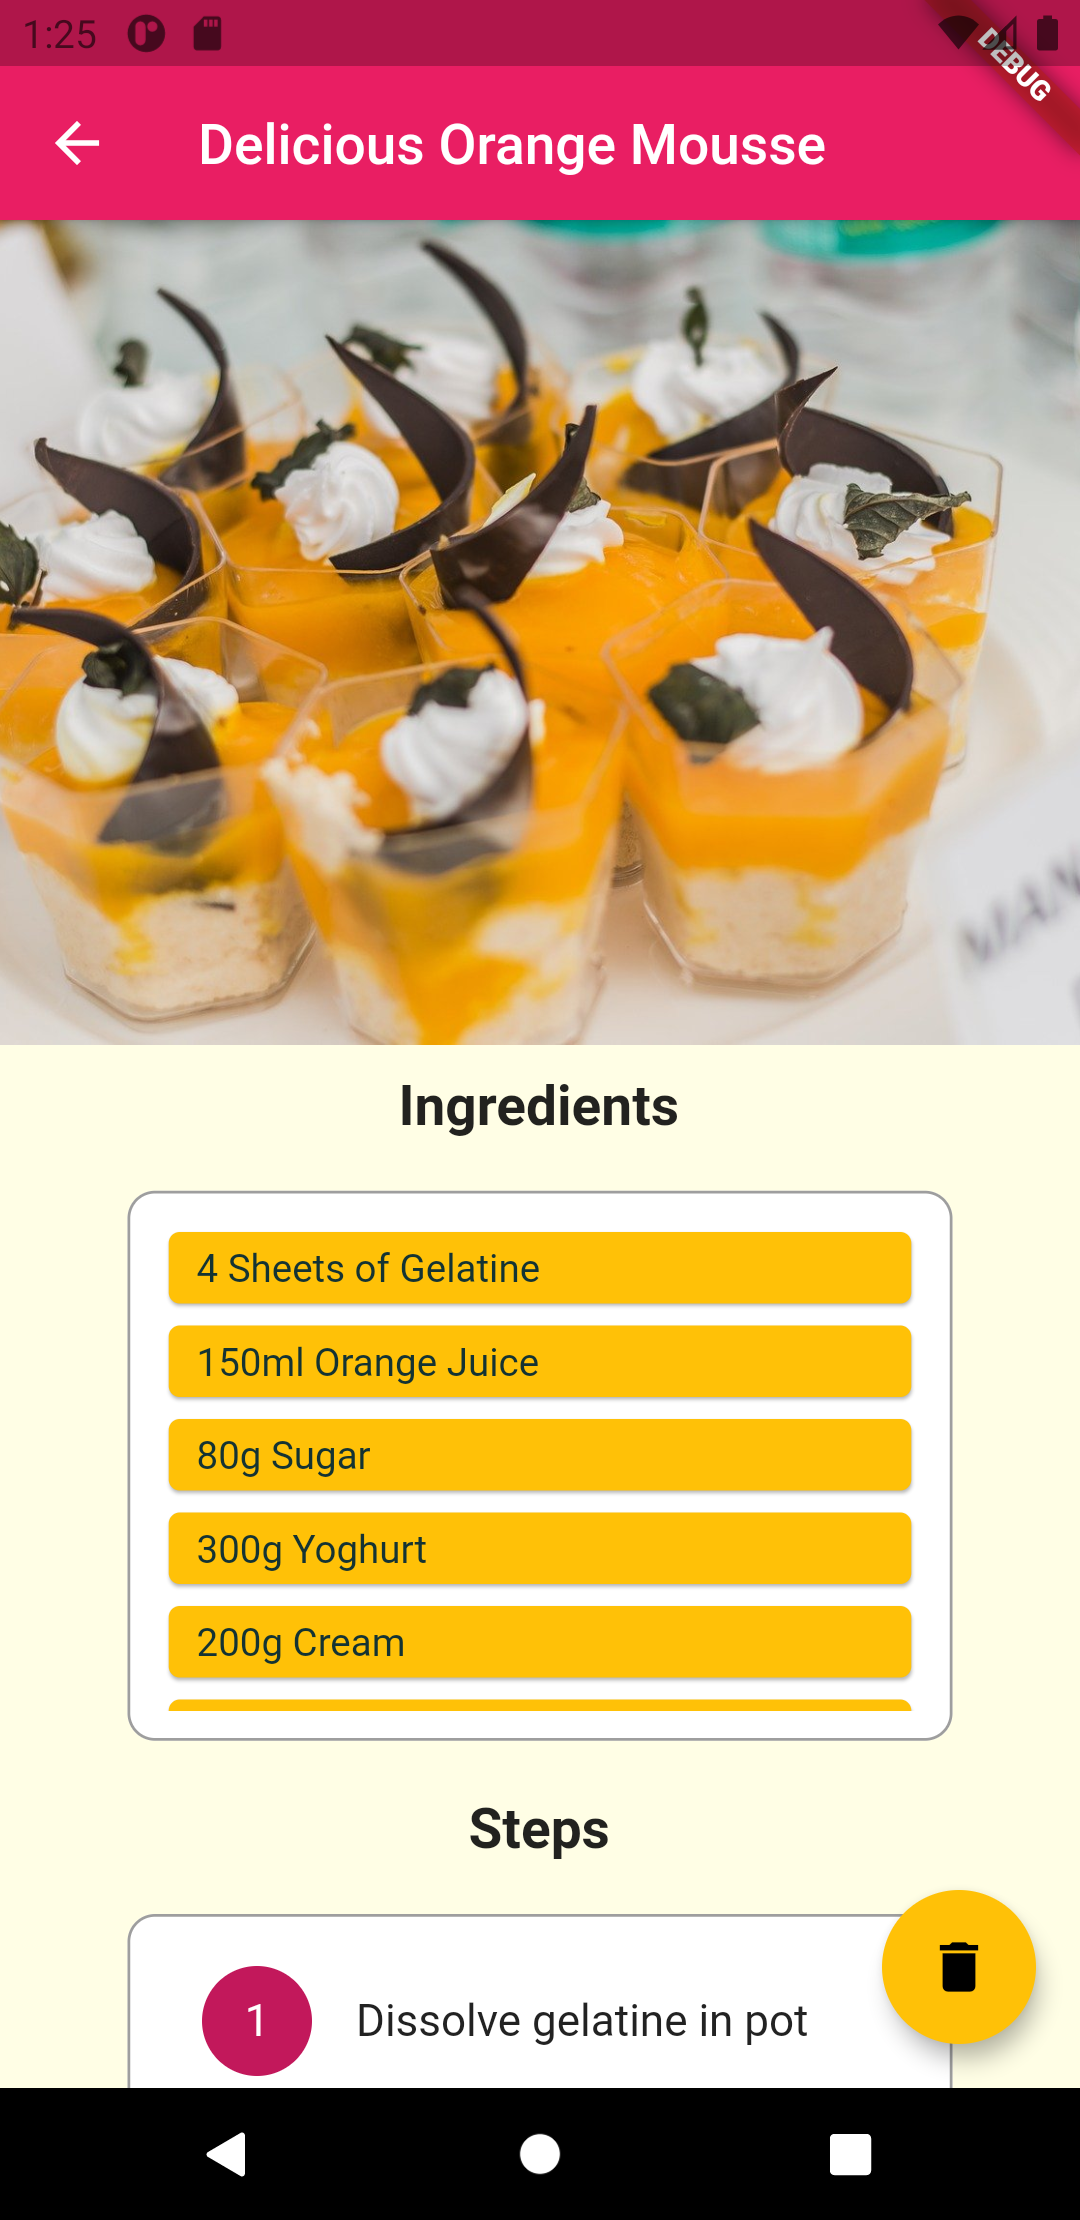 1:25
DEBUG
Delicious Orange Mousse
Ingredients
4 Sheets of Gelatine
150ml Orange Juice
80g Sugar
300g Yoghurt
200g Cream
Steps
1 Dissolve gelatine in pot